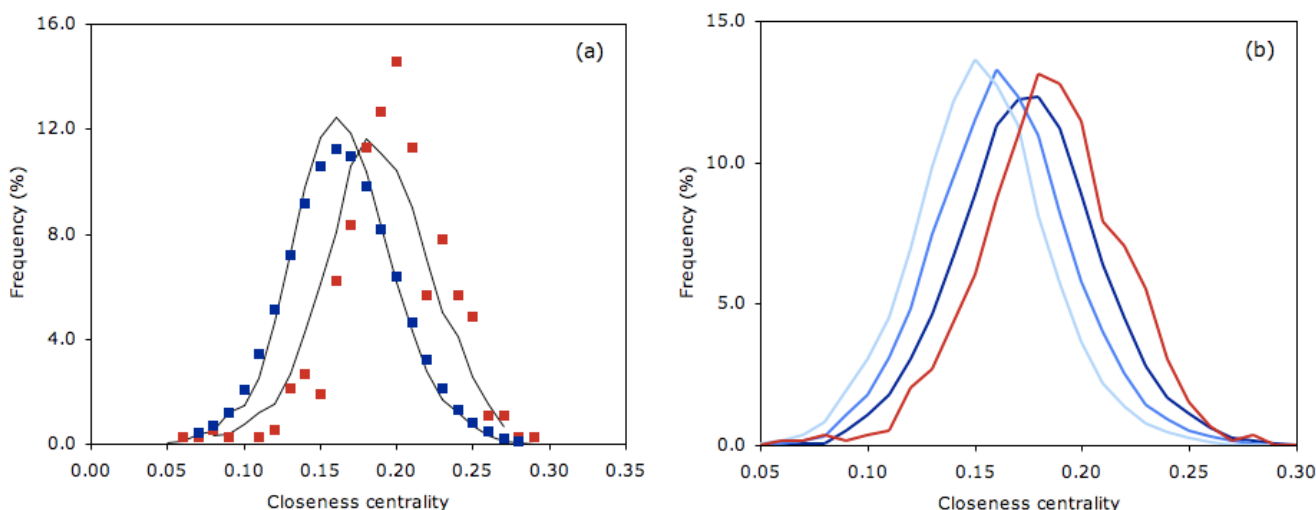 16.0
12.0
8.0
4.0
0.0
Frequency (%)
(a)
0.00 0.05 0.10 0.15 0.20 0.25 0.30 0.35
Closeness centrality
15.0
10.0
5.0
0.0
Frequency (%)
(b)
0.05 0.10 0.15 0.20 0.25 0.30
Closeness centrality